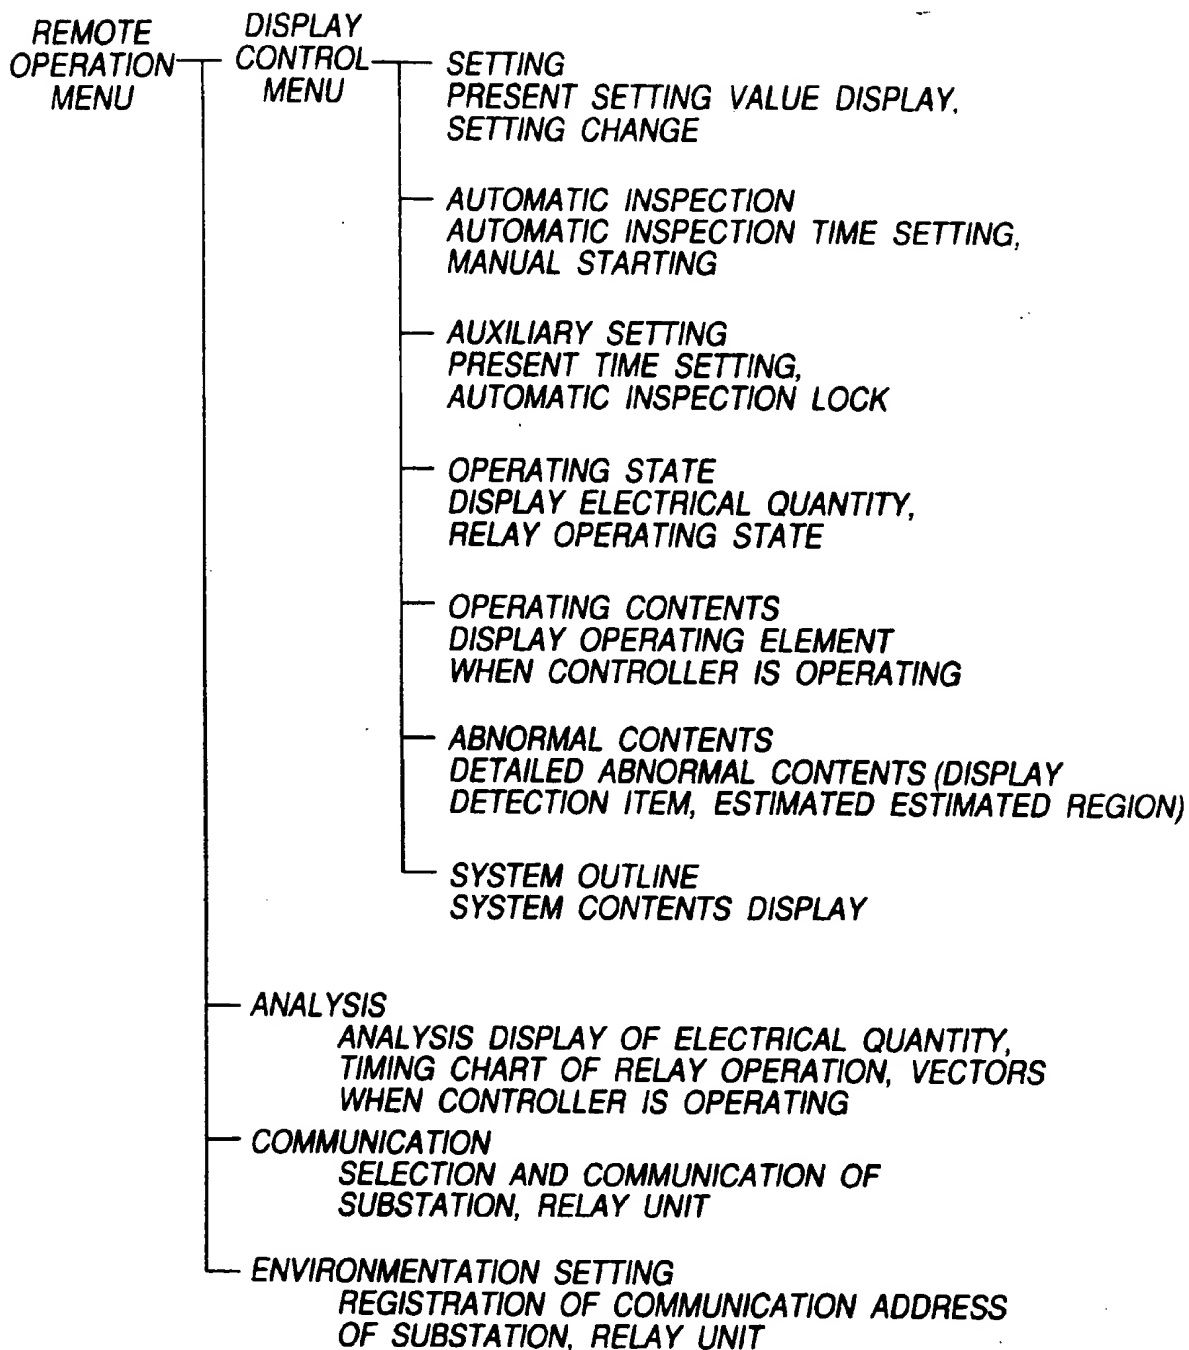 REMOTE
OPERATION
MENU
DISPLAY
CONTROL
MENU
SETTING
PRESENT SETTING VALUE DISPLAY,
SETTING CHANGE
AUTOMATIC INSPECTION
AUTOMATIC INSPECTION TIME SETTING,
MANUAL STARTING
AUXILIARY SETTING
PRESENT TIME SETTING,
AUTOMATIC INSPECTION LOCK
OPERATING STATE
DISPLAY ELECTRICAL QUANTITY,
RELAY OPERATING STATE
OPERATING CONTENTS
DISPLAY OPERATING ELEMENT
WHEN CONTROLLER IS OPERATING
ABNORMAL CONTENTS
DETAILED ABNORMAL CONTENTS (DISPLAY
DETECTION ITEM, ESTIMATED ESTIMATED REGION)
SYSTEM OUTLINE
SYSTEM CONTENTS DISPLAY
ANALYSIS
ANALYSIS DISPLAY OF ELECTRICAL QUANTITY,
TIMING CHART OF RELAY OPERATION, VECTORS
WHEN CONTROLLER IS OPERATING
COMMUNICATION
SELECTION AND COMMUNICATION OF
SUBSTATION, RELAY UNIT
ENVIRONMENTATION SETTING
REGISTRATION OF COMMUNICATION ADDRESS
OF SUBSTATION, RELAY UNIT